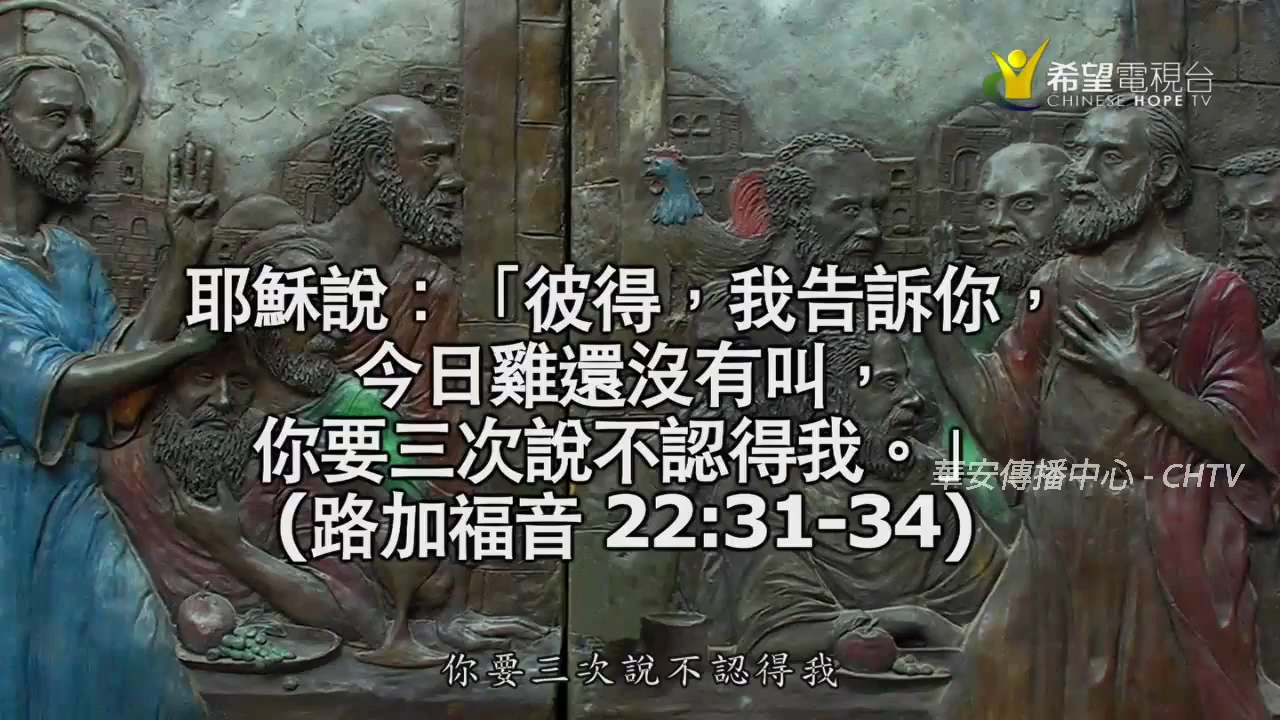 希望電視台
CHINESE HOPE TV
耶穌說：「彼得，我告訴你，
今日雞還沒有叫，
你要三次說不認得我。」
華安傳播中心 - CHTV
(路加福音 22:31-34)
你要三次說不認得我